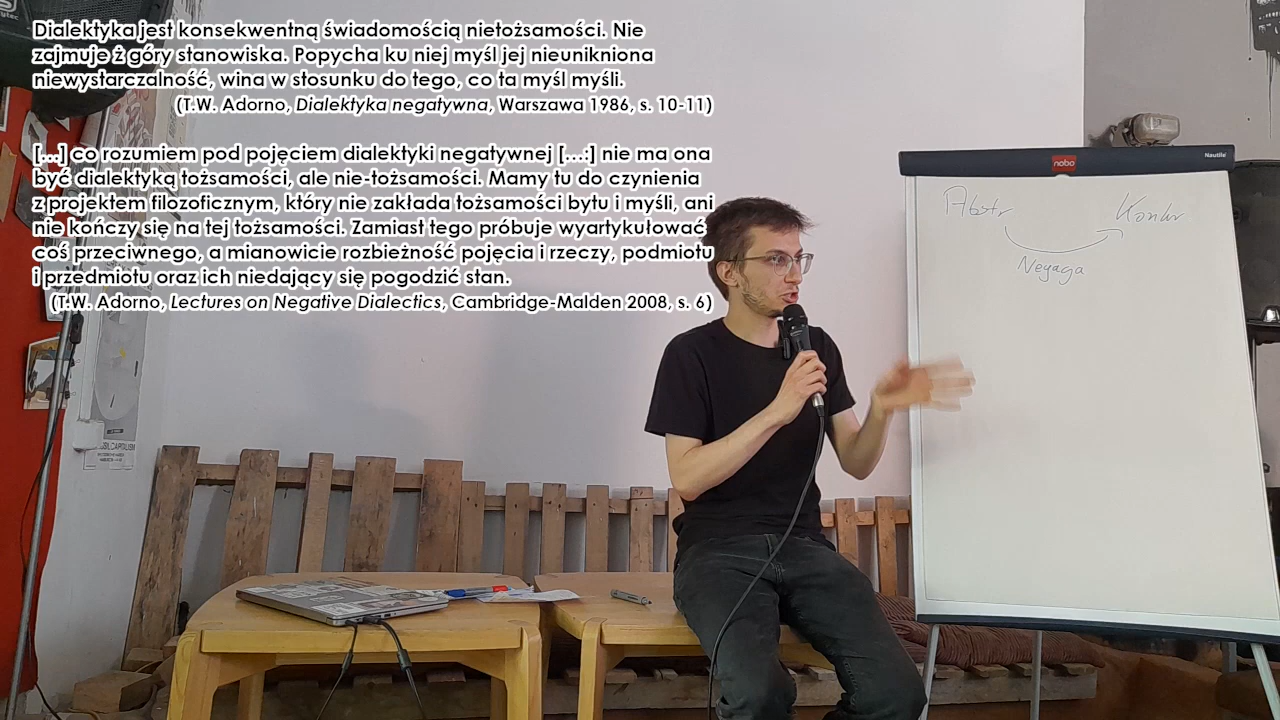 Dialektyka jest konsekwentną świadomością nietożsamości. Nie
zajmuje z góry stanowiska. Popycha ku niej myśl jej nieunikniona
niewystarczalność, wina w stosunku do tego, co ta myśl myśli.
(T.W. Adorno, Dialektyka negatywna, Warszawa 1986, s. 10-11)
[...] co rozumiem pod pojęciem dialektyki negatywnej [...:] nie ma ona
być dialektyką tożsamości, ale nie-tożsamości. Mamy tu do czynienia
z projektem filozoficznym, który nie zakłada tożsamości bytu i myśli, ani
nie kończy się na tej tożsamości. Zamiast tego próbuje wyartykułować
coś przeciwnego, a mianowicie rozbieżność pojęcia i rzeczy, podmiotu
i przedmiotu oraz ich niedający się pogodzić stan.
(T.W. Adorno, Lectures on Negative Dialectics, Cambridge-Malden 2008, s. 6)
nobo
Nautile
Abstr
Konkr
Negacja